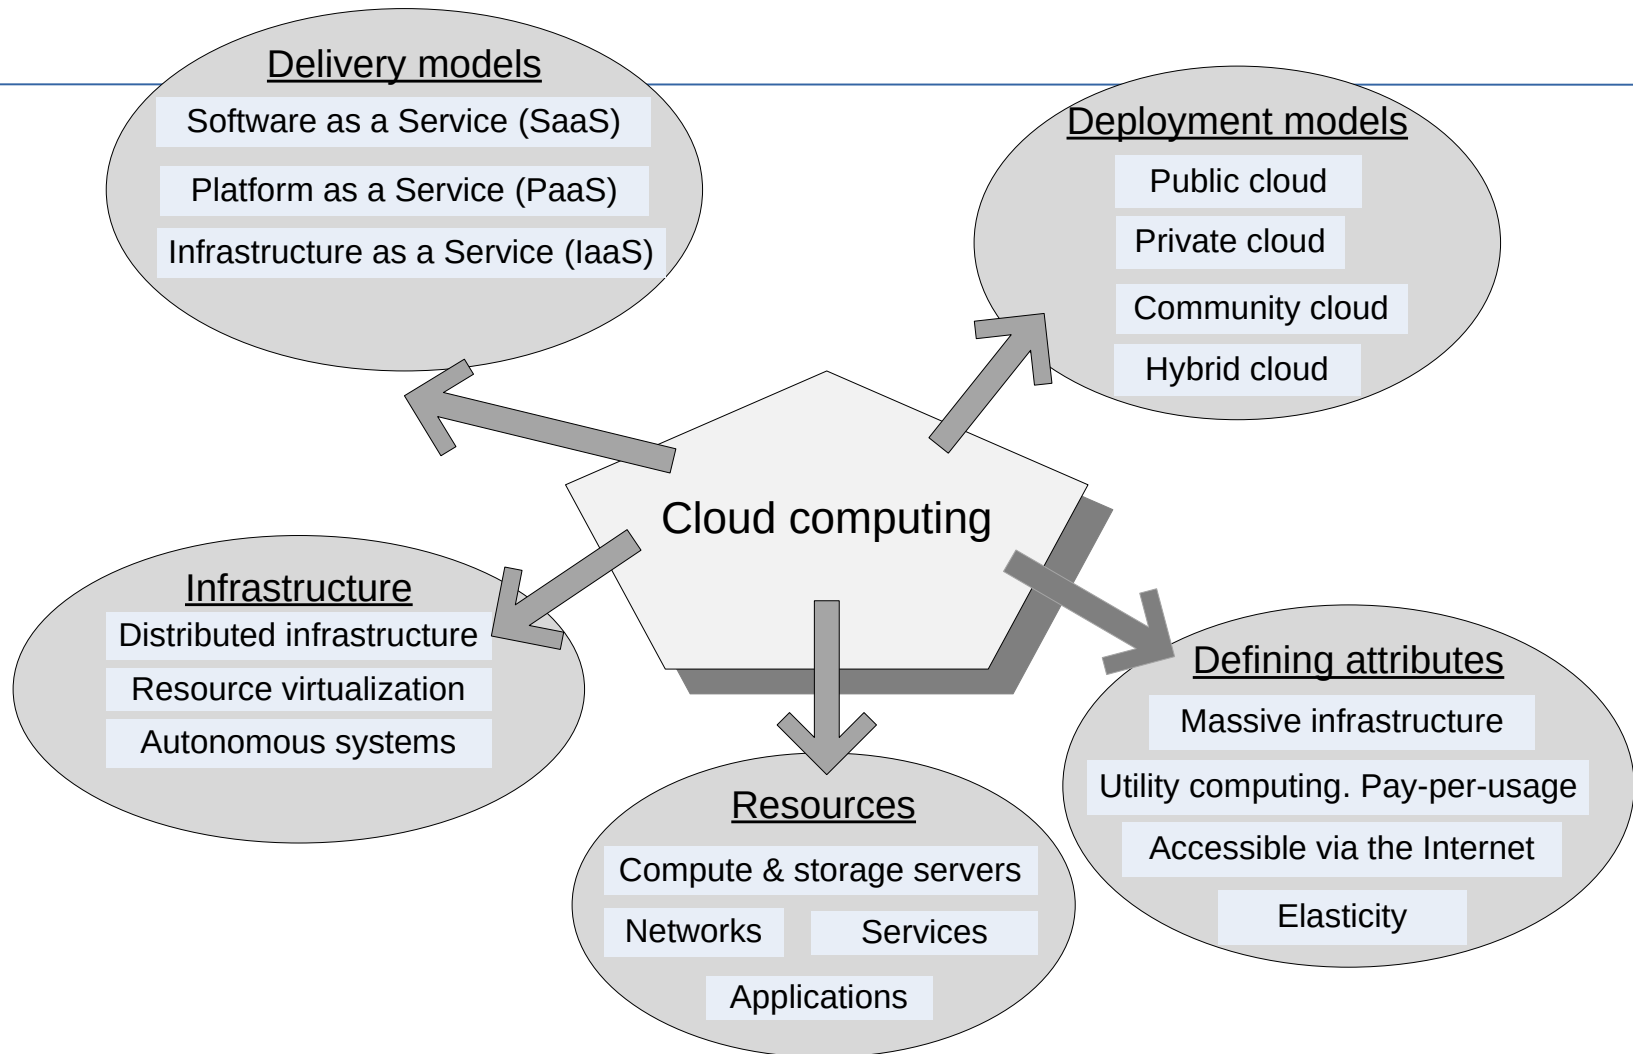 Delivery models
Software as a Service (SaaS)
Platform as a Service (PaaS)
Infrastructure as a Service (IaaS)
Deployment models
Public cloud
Private cloud
Community cloud
Hybrid cloud
Cloud computing
Infrastructure
Distributed infrastructure
Resource virtualization
Autonomous systems
Defining attributes
Massive infrastructure
Utility computing. Pay-per-usage
Accessible via the Internet
Elasticity
Resources
Compute & storage servers
Networks
Services
Applications